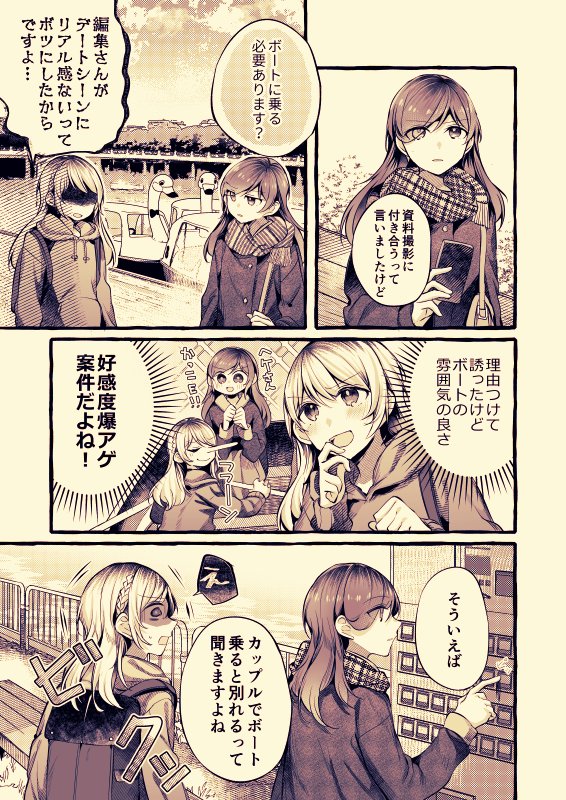 資料撮影に
付き合うって
言いましたけど
ボートに乗る
必要あります?
編集さんが
デートシーンに
リアル感ないって
ボツにしたから
ですよ…
理由つけて
誘ったけど
ボートの
雰囲気の良さ
ヘケさん
かっこョ!!
フフーン
好感度爆アゲ
案件だよね!
そういえば
カップルでボート
乗ると別れるって
聞きますよね
え
ビクッ